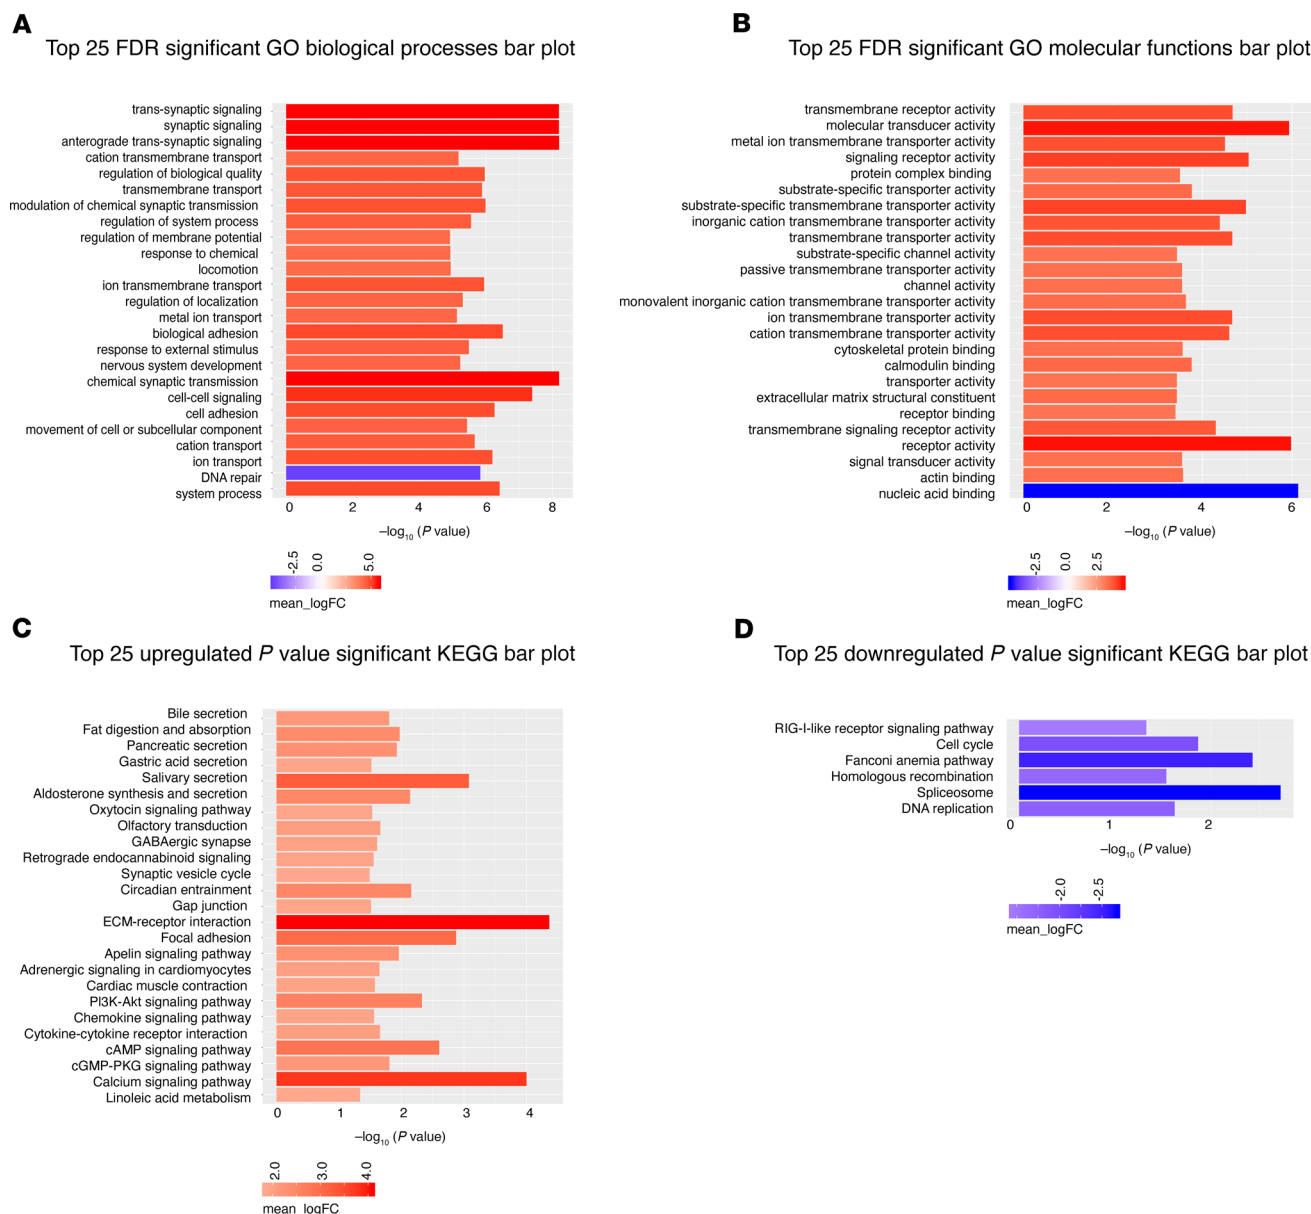 A
Top 25 FDR significant GO biological processes bar plot
trans-synaptic signaling
synaptic signaling
anterograde trans-synaptic signaling
cation transmembrane transport
regulation of biological quality
transmembrane transport
modulation of chemical synaptic transmission
regulation of system process
regulation of membrane potential
response to chemical
locomotion
ion transmembrane transport
regulation of localization
metal ion transport
biological adhesion
response to external stimulus
nervous system development
chemical synaptic transmission
cell-cell signaling
cell adhesion
movement of cell or subcellular component
cation transport
ion transport
DNA repair
system process
0 2 4 6 8
–log10 (P value)
-2.5 0.0 5.0
mean_logFC
B
Top 25 FDR significant GO molecular functions bar plot
transmembrane receptor activity
molecular transducer activity
metal ion transmembrane transporter activity
signaling receptor activity
protein complex binding
substrate-specific transporter activity
substrate-specific transmembrane transporter activity
inorganic cation transmembrane transporter activity
transmembrane transporter activity
substrate-specific channel activity
passive transmembrane transporter activity
channel activity
monovalent inorganic cation transmembrane transporter activity
ion transmembrane transporter activity
cation transmembrane transporter activity
cytoskeletal protein binding
calmodulin binding
transporter activity
extracellular matrix structural constituent
receptor binding
transmembrane signaling receptor activity
receptor activity
signal transducer activity
actin binding
nucleic acid binding
0 2 4 6
–log10 (P value)
-2.5 0.0 2.5
mean_logFC
C
Top 25 upregulated P value significant KEGG bar plot
Bile secretion
Fat digestion and absorption
Pancreatic secretion
Gastric acid secretion
Salivary secretion
Aldosterone synthesis and secretion
Oxytocin signaling pathway
Olfactory transduction
GABAergic synapse
Retrograde endocannabinoid signaling
Synaptic vesicle cycle
Circadian entrainment
Gap junction
ECM-receptor interaction
Focal adhesion
Apelin signaling pathway
Adrenergic signaling in cardiomyocytes
Cardiac muscle contraction
PI3K-Akt signaling pathway
Chemokine signaling pathway
Cytokine-cytokine receptor interaction
cAMP signaling pathway
cGMP-PKG signaling pathway
Calcium signaling pathway
Linoleic acid metabolism
0 1 2 3 4
–log10 (P value)
2.0 3.0 4.0
mean_logFC
D
Top 25 downregulated P value significant KEGG bar plot
RIG-I-like receptor signaling pathway
Cell cycle
Fanconi anemia pathway
Homologous recombination
Spliceosome
DNA replication
0 1 2
–log10 (P value)
-2.0 -2.5
mean_logFC